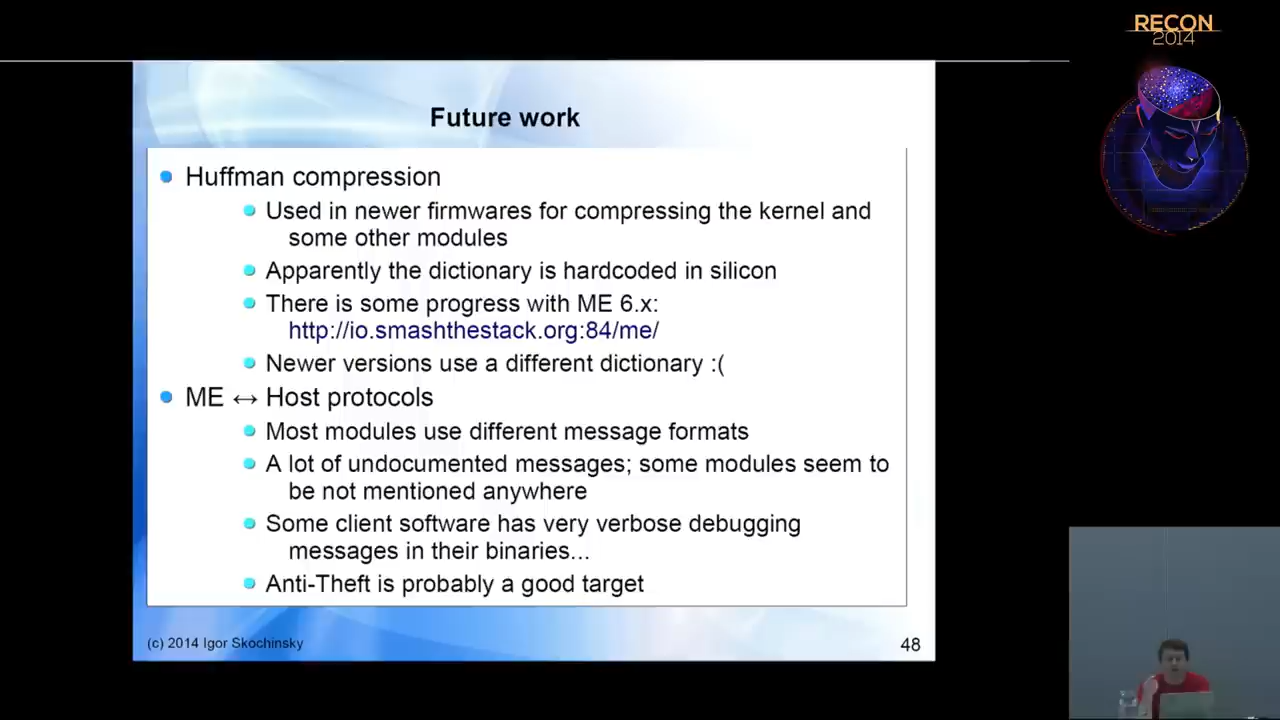 RECON
2014
Future work
Huffman compression
Used in newer firmwares for compressing the kernel and
some other modules
Apparently the dictionary is hardcoded in silicon
There is some progress with ME 6.x:
http://io.smashthestack.org:84/me/
Newer versions use a different dictionary :(
ME ↔ Host protocols
Most modules use different message formats
A lot of undocumented messages; some modules seem to
be not mentioned anywhere
Some client software has very verbose debugging
messages in their binaries...
Anti-Theft is probably a good target
(c) 2014 Igor Skochinsky
48